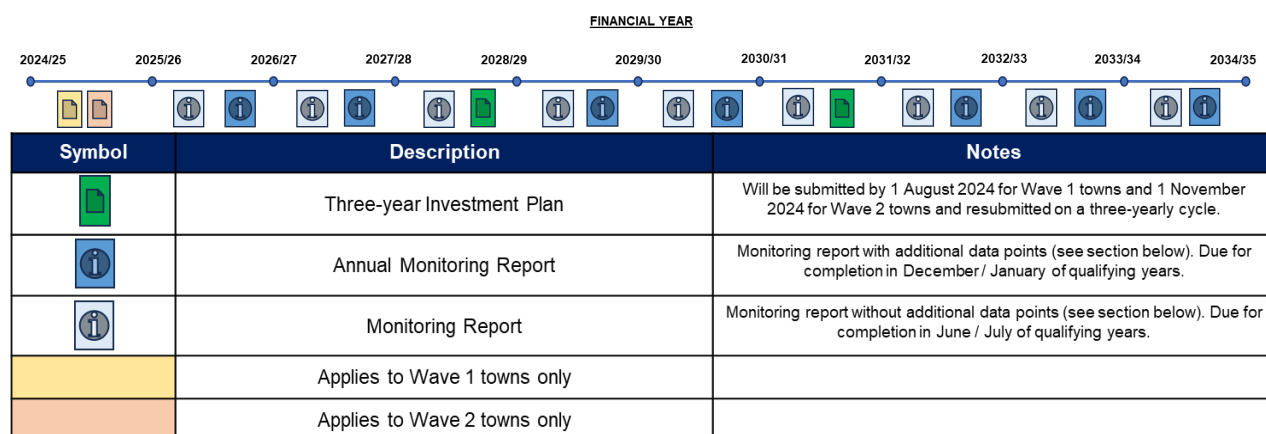 FINANCIAL YEAR
2024/25 2025/26 2026/27 2027/28 2028/29 2029/30 2030/31 2031/32 2032/33 2033/34 2034/35
Symbol Description Notes
Three-year Investment Plan
Will be submitted by 1 August 2024 for Wave 1 towns and 1 November
2024 for Wave 2 towns and resubmitted on a three-yearly cycle.
Annual Monitoring Report
Monitoring report with additional data points (see section below). Due for
completion in December / January of qualifying years.
Monitoring Report
Monitoring report without additional data points (see section below). Due for
completion in June / July of qualifying years.
Applies to Wave 1 towns only
Applies to Wave 2 towns only